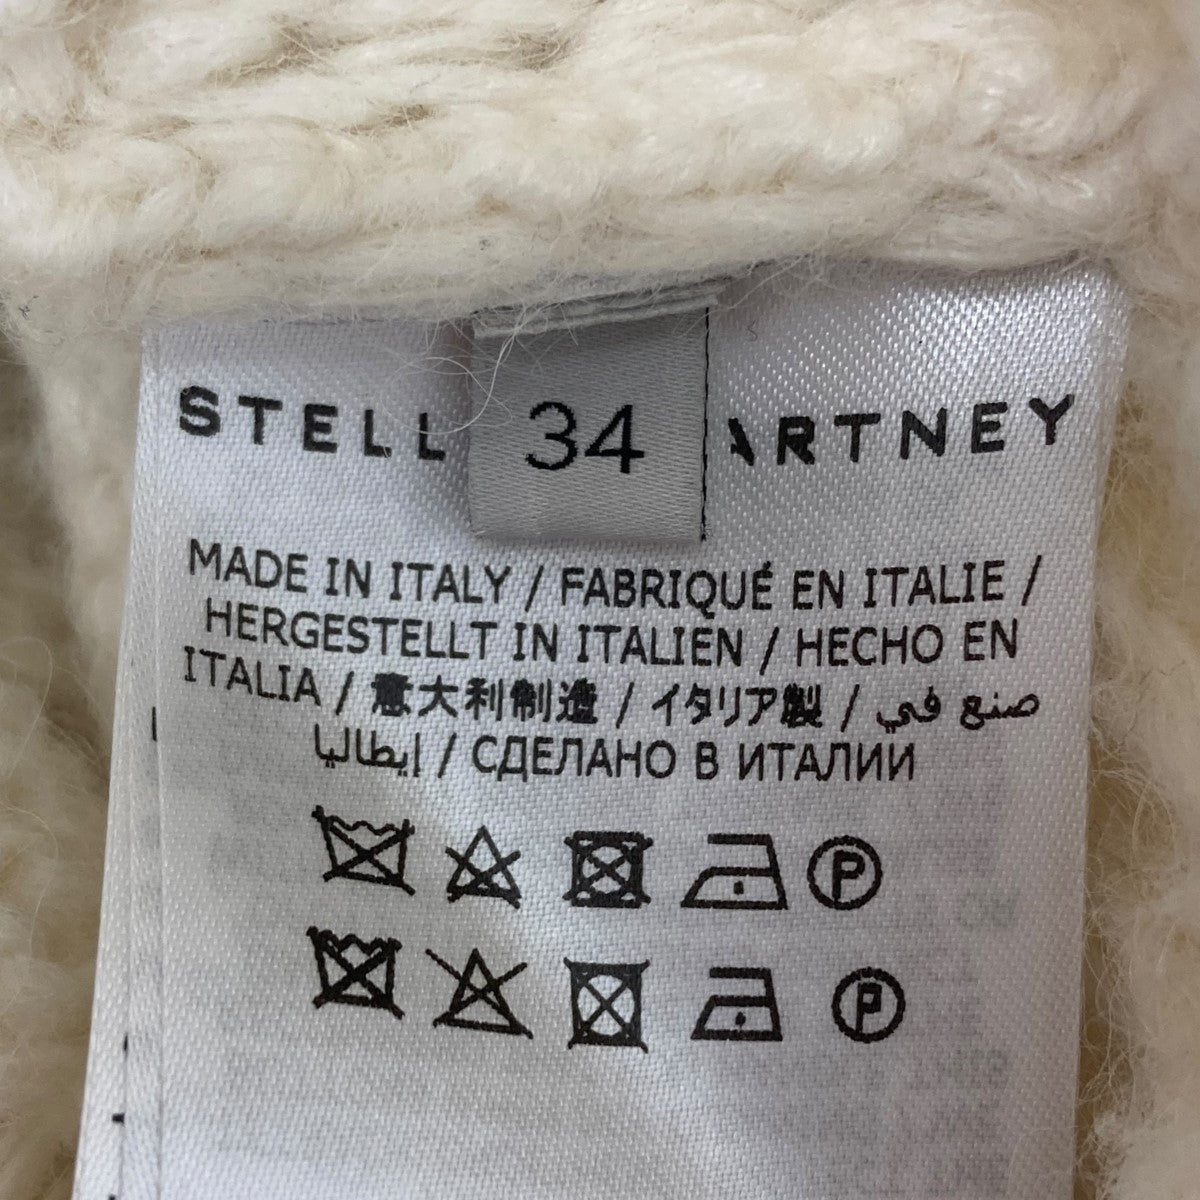 STELL 34 ARTNEY
MADE IN ITALY / FABRIQUÉ EN ITALIE /
HERGESTELLT IN ITALIEN / HECHO EN
ITALIA / 意大利制造 / イタリア製 / صنع في
إيطاليا / СДЕЛАНО В ИТАЛИИ
P
P